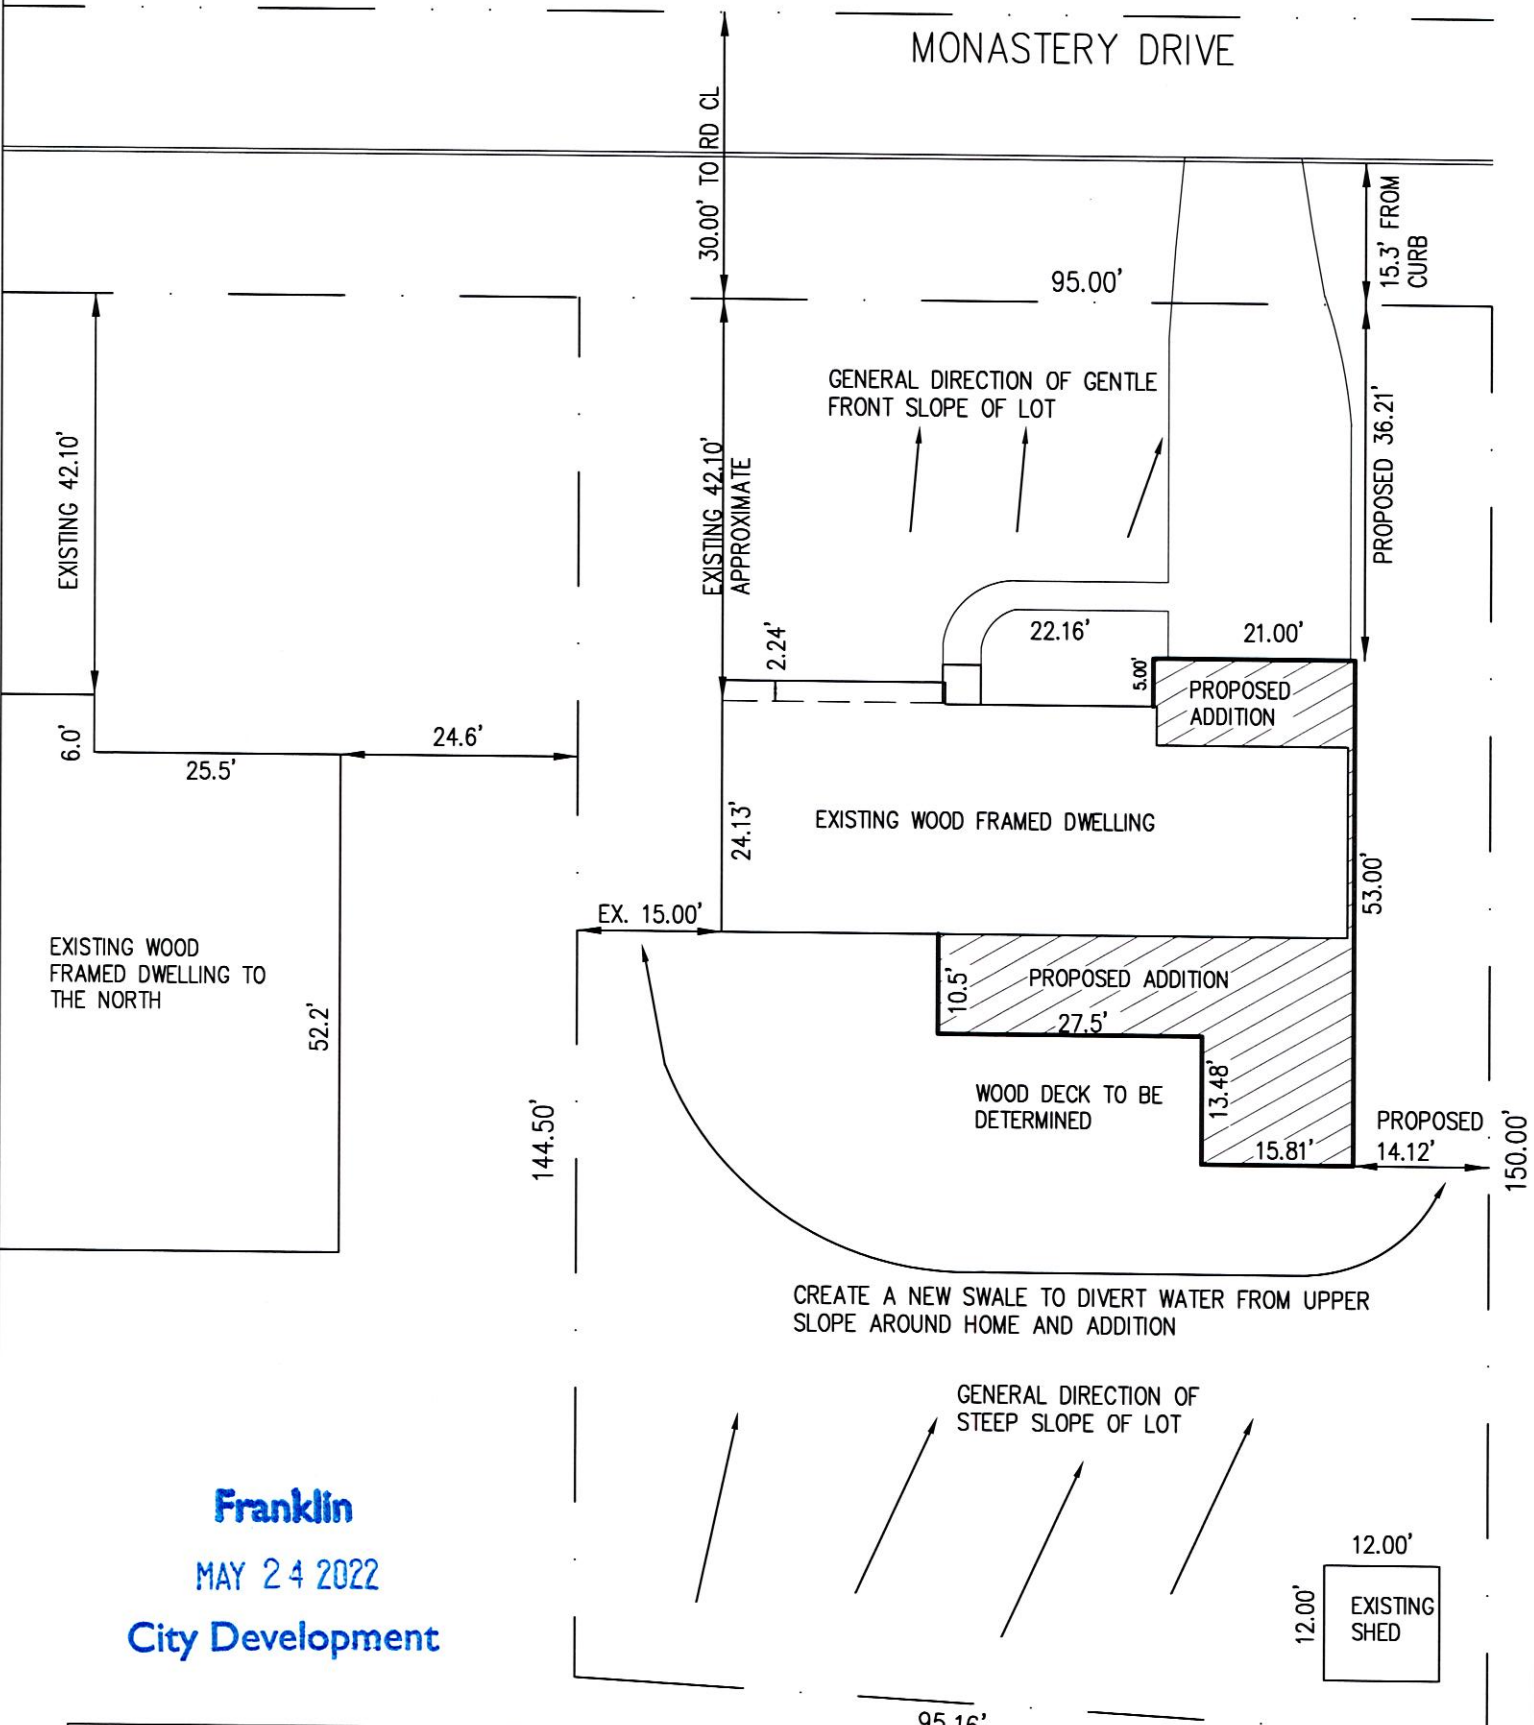 MONASTERY DRIVE
30.00' TO RD CL
15.3' FROM
CURB
95.00'
GENERAL DIRECTION OF GENTLE
FRONT SLOPE OF LOT
EXISTING 42.10'
EXISTING 42.10'
APPROXIMATE
PROPOSED 36.21'
2.24'
22.16'
21.00'
5.00'
PROPOSED
ADDITION
6.0'
25.5'
24.6'
24.13'
EXISTING WOOD FRAMED DWELLING
53.00'
EX. 15.00'
EXISTING WOOD
FRAMED DWELLING TO
THE NORTH
52.2'
10.5'
PROPOSED ADDITION
27.5'
WOOD DECK TO BE
DETERMINED
13.48'
15.81'
PROPOSED
14.12'
144.50'
150.00'
CREATE A NEW SWALE TO DIVERT WATER FROM UPPER
SLOPE AROUND HOME AND ADDITION
GENERAL DIRECTION OF
STEEP SLOPE OF LOT
Franklin
MAY 24 2022
City Development
12.00'
12.00'
EXISTING
SHED
95.16'